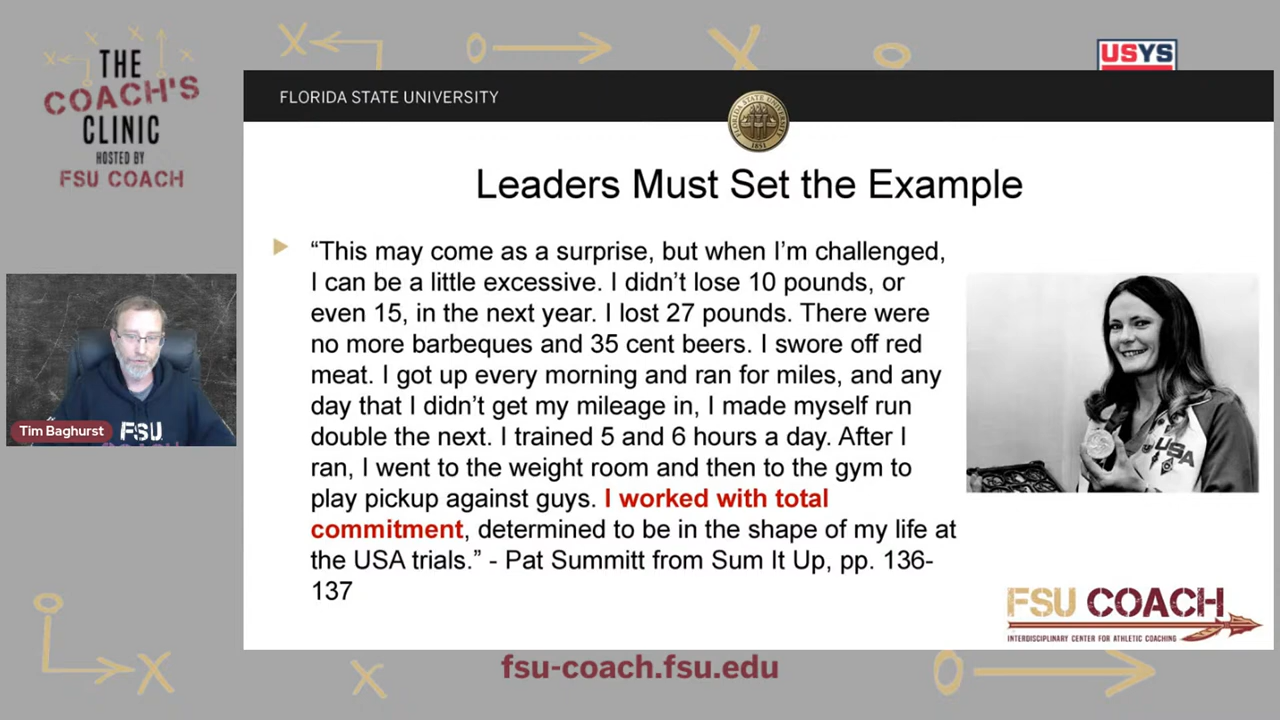 THE
COACH'S
CLINIC
HOSTED BY
FSU COACH
USYS
FLORIDA STATE UNIVERSITY
FLORIDA STATE UNIVERSITY
1851
Leaders Must Set the Example
“This may come as a surprise, but when I’m challenged,
I can be a little excessive. I didn’t lose 10 pounds, or
even 15, in the next year. I lost 27 pounds. There were
no more barbeques and 35 cent beers. I swore off red
meat. I got up every morning and ran for miles, and any
day that I didn’t get my mileage in, I made myself run
double the next. I trained 5 and 6 hours a day. After I
ran, I went to the weight room and then to the gym to
play pickup against guys. I worked with total
commitment, determined to be in the shape of my life at
the USA trials.” - Pat Summitt from Sum It Up, pp. 136-
137
USA
Tim Baghurst
FSU
COACH
FSU COACH
INTERDISCIPLINARY CENTER FOR ATHLETIC COACHING
fsu-coach.fsu.edu